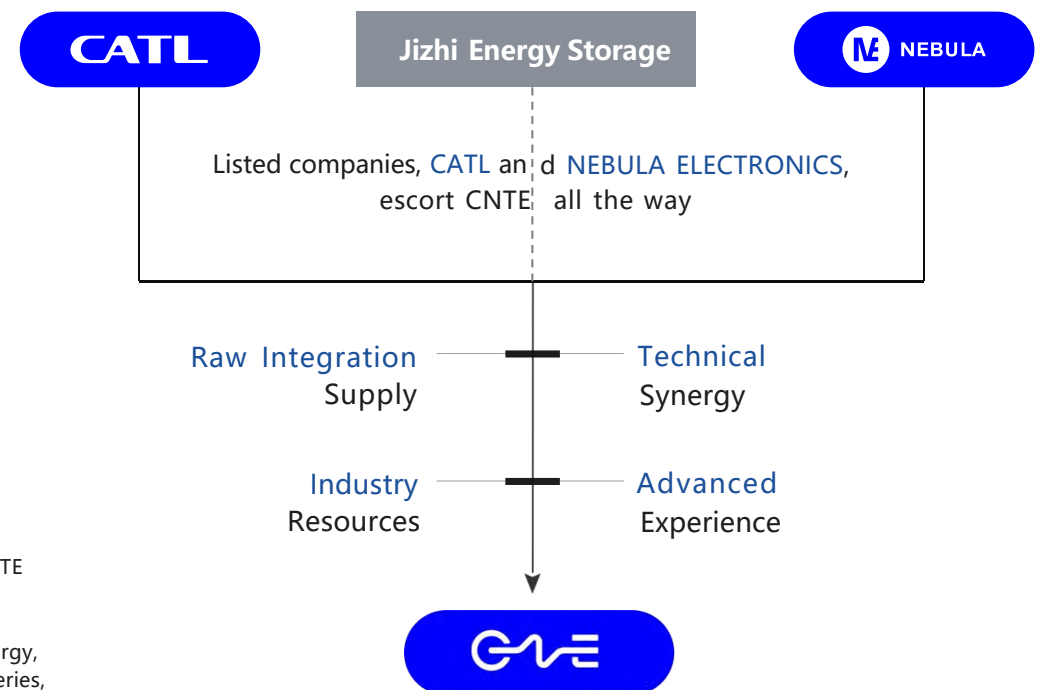 CATL
Jizhi Energy Storage
NE NEBULA
Listed companies, CATL an d NEBULA ELECTRONICS,
escort CNTE all the way
Raw Integration
Supply
Technical
Synergy
Industry
Resources
Advanced
Experience
TE
rgy,
eries,